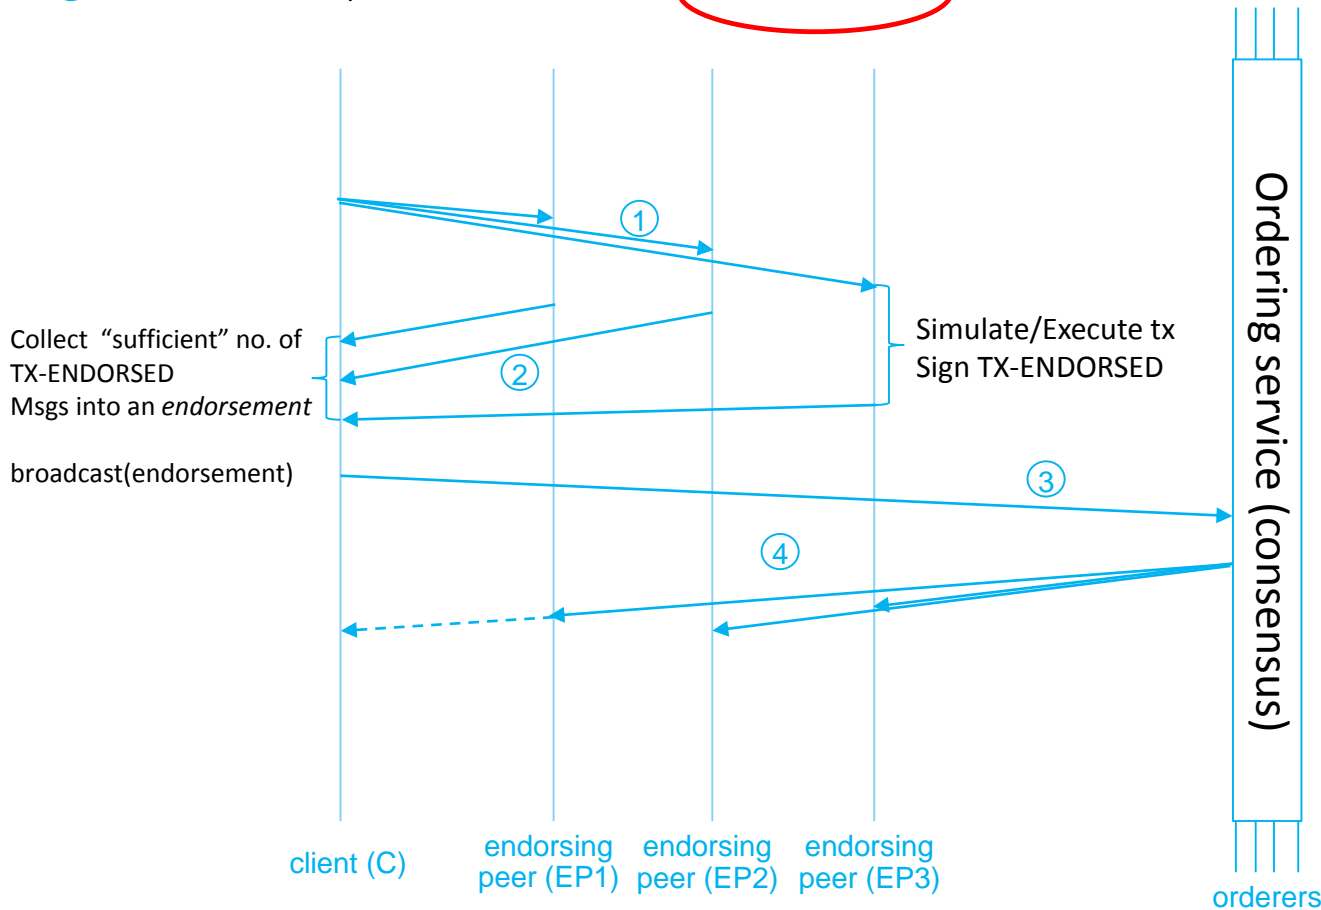 1
Collect “sufficient” no. of
TX-ENDORSED
Msgs into an endorsement
2
Simulate/Execute tx
Sign TX-ENDORSED
broadcast(endorsement)
3
4
Ordering service (consensus)
client (C)
endorsing
peer (EP1)
endorsing
peer (EP2)
endorsing
peer (EP3)
orderers